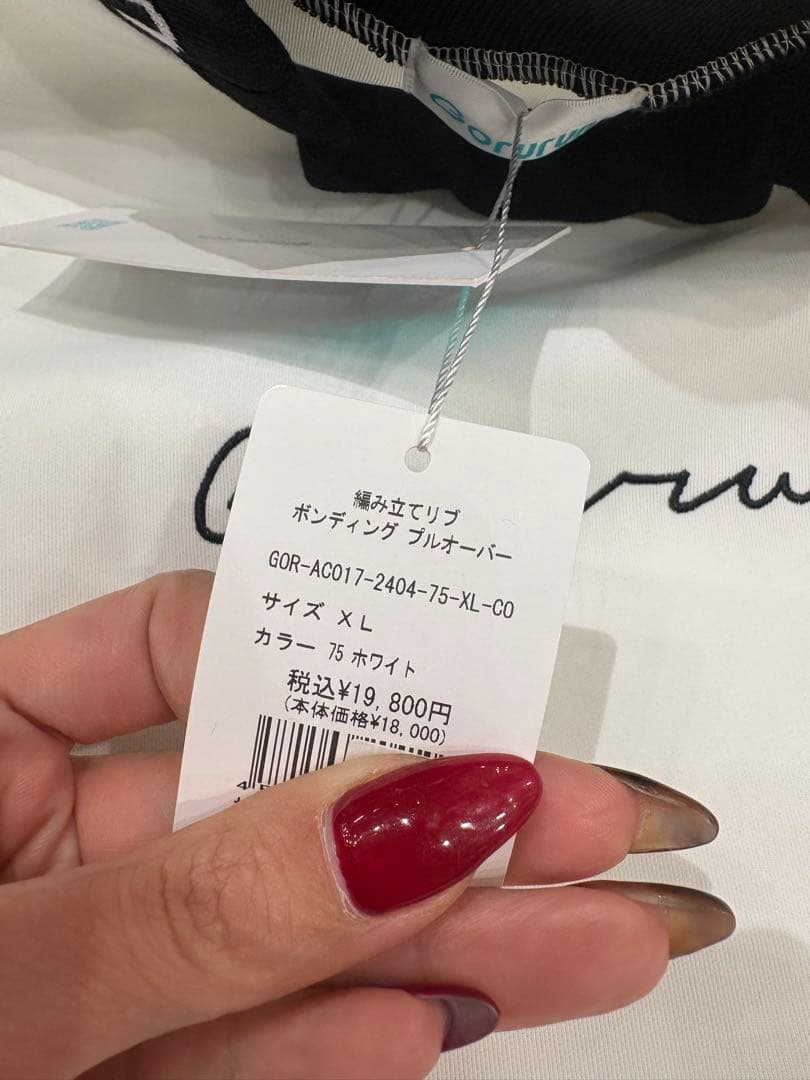 Goryru
編み立てリブ
ボンディング プルオーバー
GOR-AC017-2404-75-XL-CO
サイズ XL
カラー 75 ホワイト
税込¥19,800円
(本体価格¥18,000)